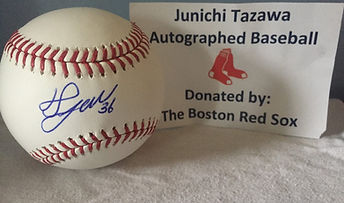 Junichi Tazawa
Autographed Baseball
Donated by:
The Boston Red Sox
36